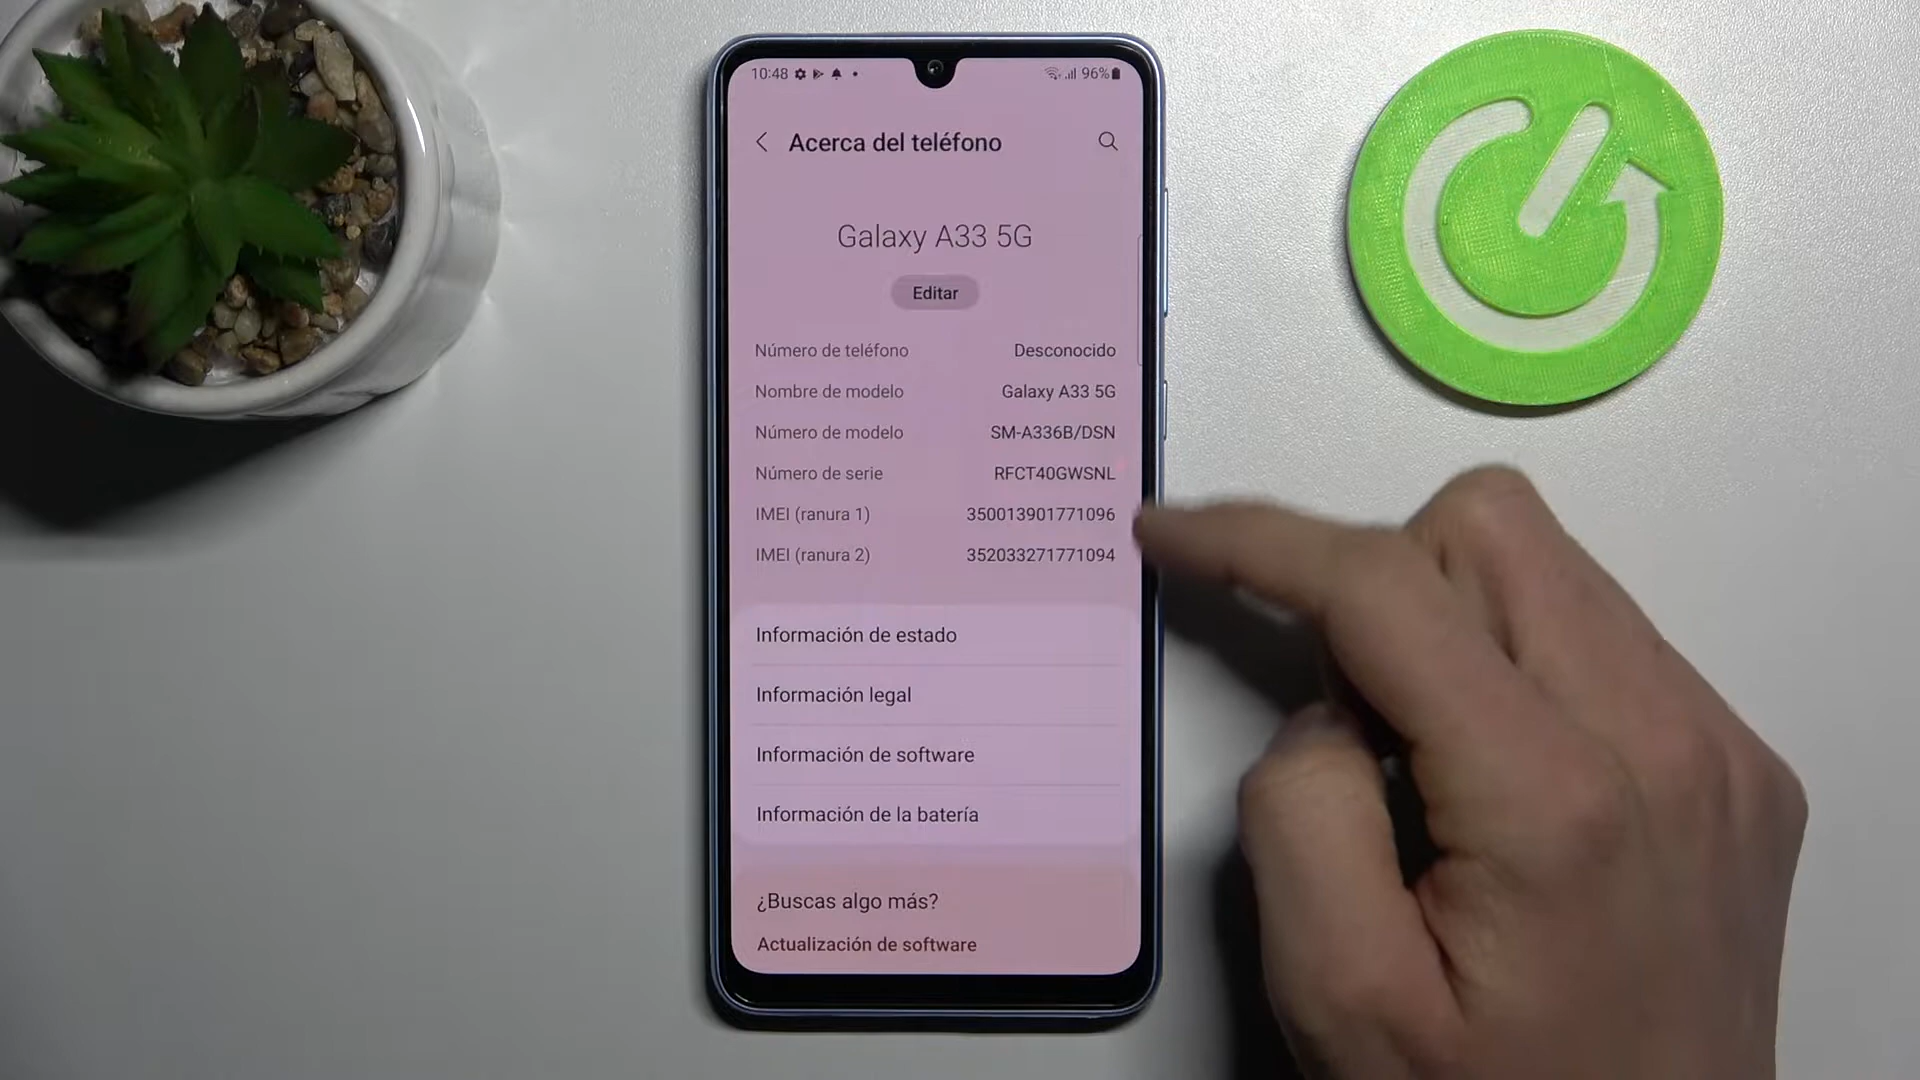 10:48 96%
Acerca del teléfono
Galaxy A33 5G
Editar
Número de teléfono Desconocido
Nombre de modelo Galaxy A33 5G
Número de modelo SM-A336B/DSN
Número de serie RFCT40GWSNL
IMEI (ranura 1) 350013901771096
IMEI (ranura 2) 352033271771094
Información de estado
Información legal
Información de software
Información de la batería
¿Buscas algo más?
Actualización de software